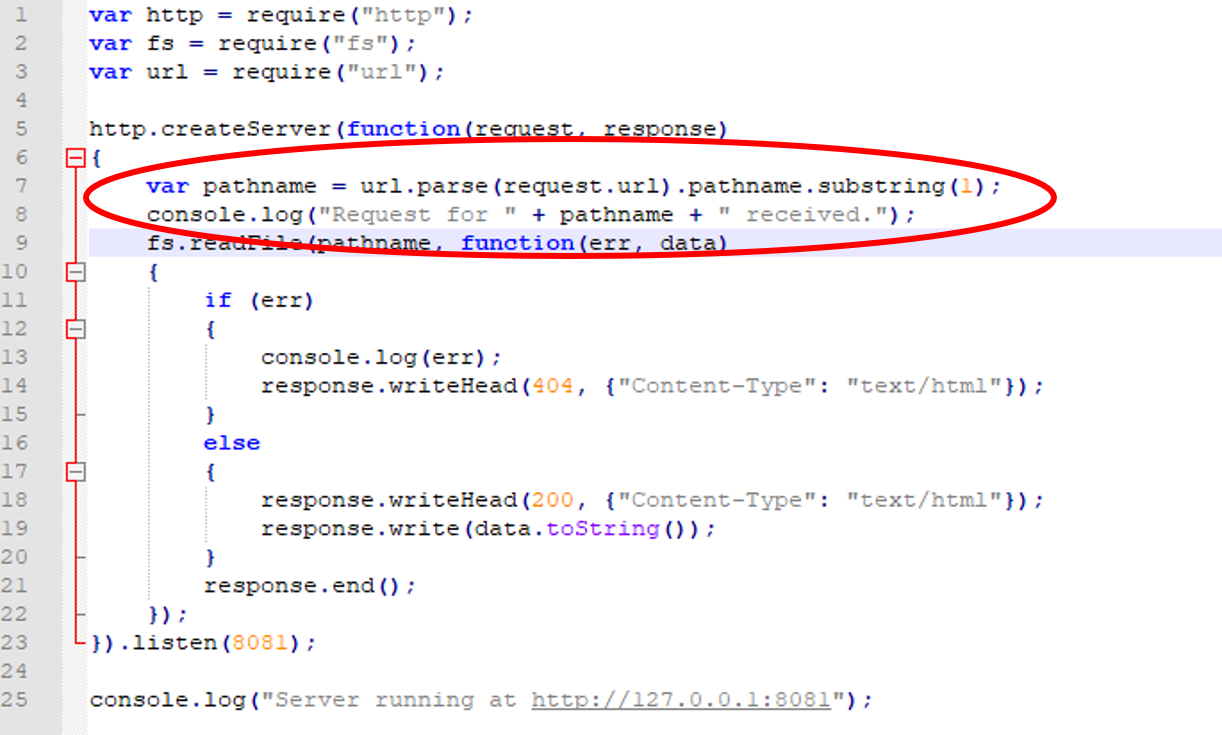 1 var http = require("http");
2 var fs = require("fs");
3 var url = require("url");
4
5 http.createServer(function(request, response)
6 {
7 var pathname = url.parse(request.url).pathname.substring(1);
8 console.log("Request for " + pathname + " received.");
9 fs.readFile(pathname, function(err, data)
10 {
11 if (err)
12 {
13 console.log(err);
14 response.writeHead(404, {"Content-Type": "text/html"});
15 }
16 else
17 {
18 response.writeHead(200, {"Content-Type": "text/html"});
19 response.write(data.toString());
20 }
21 response.end();
22 });
23 }).listen(8081);
24
25 console.log("Server running at http://127.0.0.1:8081");